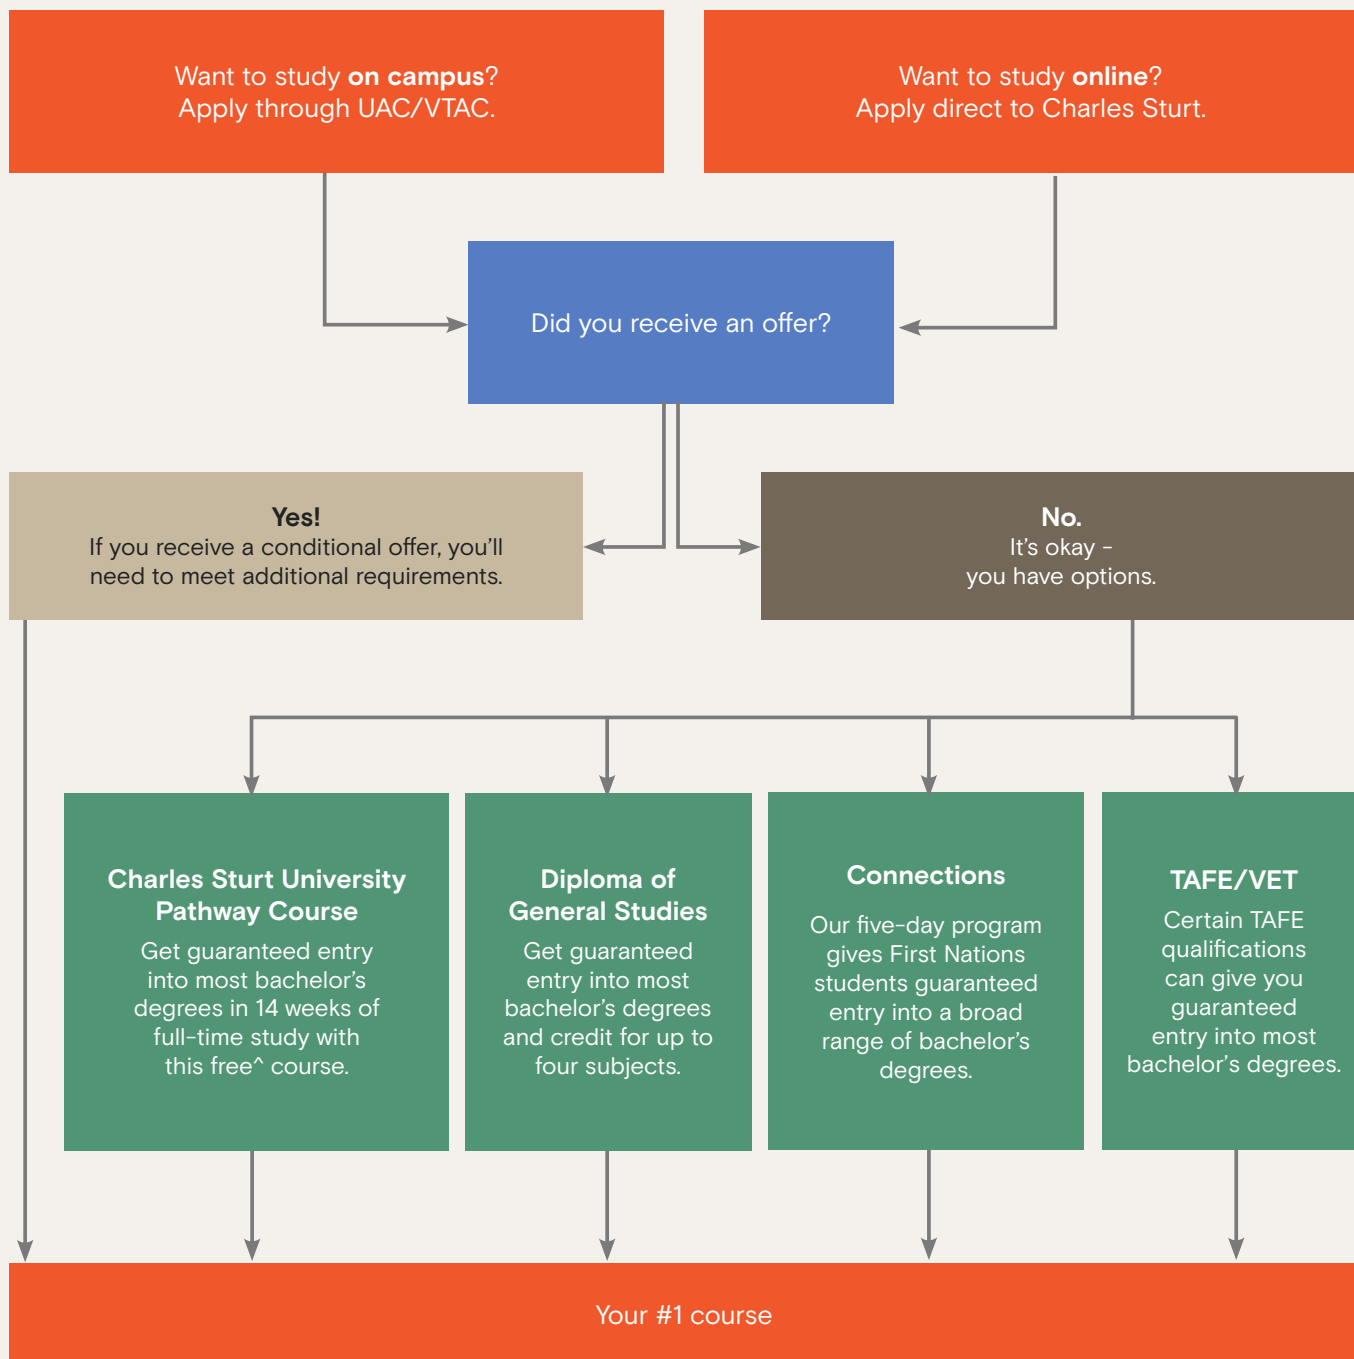 Want to study on campus?
Apply through UAC/VTAC.
Want to study online?
Apply direct to Charles Sturt.
Did you receive an offer?
Yes!
If you receive a conditional offer, you’ll
need to meet additional requirements.
No.
It’s okay –
you have options.
Charles Sturt University
Pathway Course
Get guaranteed entry
into most bachelor’s
degrees in 14 weeks of
full-time study with
this free^ course.
Diploma of
General Studies
Get guaranteed
entry into most
bachelor’s degrees
and credit for up to
four subjects.
Connections
Our five-day program
gives First Nations
students guaranteed
entry into a broad
range of bachelor’s
degrees.
TAFE/VET
Certain TAFE
qualifications
can give you
guaranteed
entry into most
bachelor’s degrees.
Your #1 course